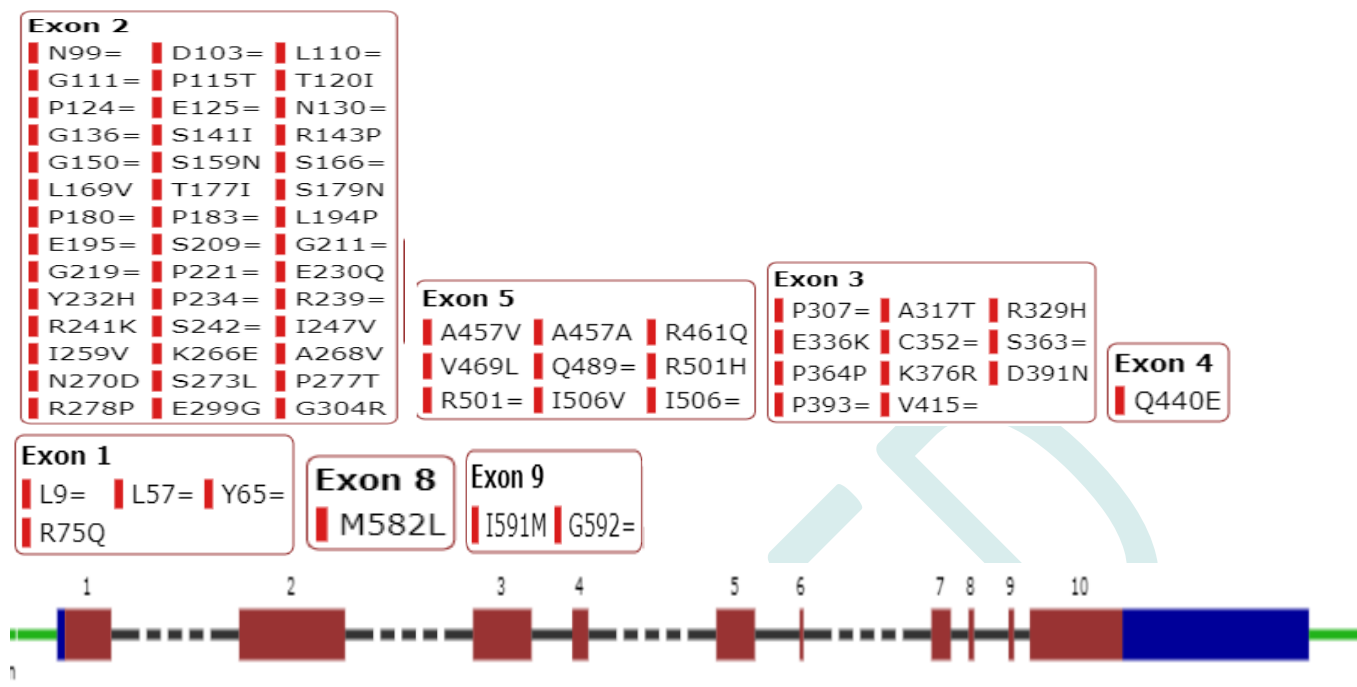 Exon 2
N99= D103= L110=
G111= P115T T120I
P124= E125= N130=
G136= S141I R143P
G150= S159N S166=
L169V T177I S179N
P180= P183= L194P
E195= S209= G211=
G219= P221= E230Q
Y232H P234= R239=
R241K S242= I247V
I259V K266E A268V
N270D S273L P277T
R278P E299G G304R
Exon 5
A457V A457A R461Q
V469L Q489= R501H
R501= I506V I506=
Exon 3
P307= A317T R329H
E336K C352= S363=
P364P K376R D391N
P393= V415=
Exon 4
Q440E
Exon 1
L9= L57= Y65=
R75Q
Exon 8
M582L
Exon 9
I591M G592=
1 2 3 4 5 6 7 8 9 10